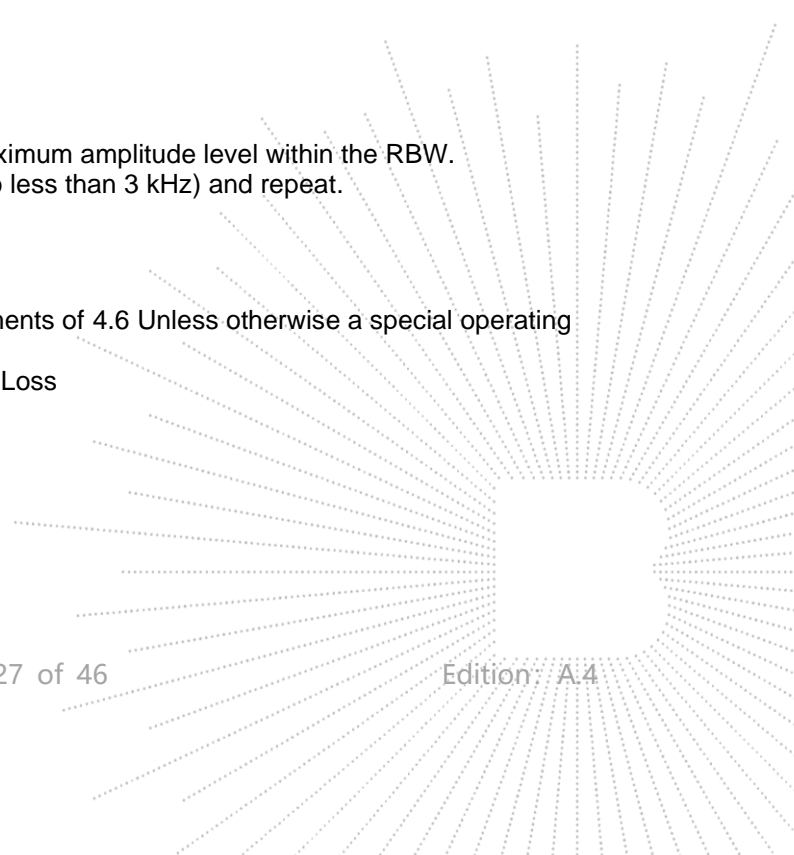 ximum amplitude level within the RBW.
less than 3 kHz) and repeat.
nents of 4.6 Unless otherwise a special operating
Loss
27 of 46 Edition: A.4